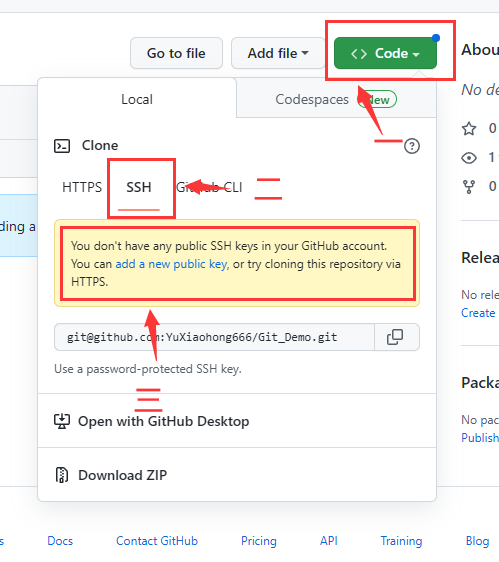 Go to file
Add file
<> Code
Abou
Local
Codespaces
New
No de
一
Clone
0
1
HTTPS
SSH
GitHub CLI
二
0
ding a
You don't have any public SSH keys in your GitHub account.
You can add a new public key, or try cloning this repository via
HTTPS.
Relea
No rele
Create
git@github.com:YuXiaohong666/Git_Demo.git
Use a password-protected SSH key.
三
Packa
Open with GitHub Desktop
No pac
Publish
Download ZIP
s
Docs
Contact GitHub
Pricing
API
Training
Blog